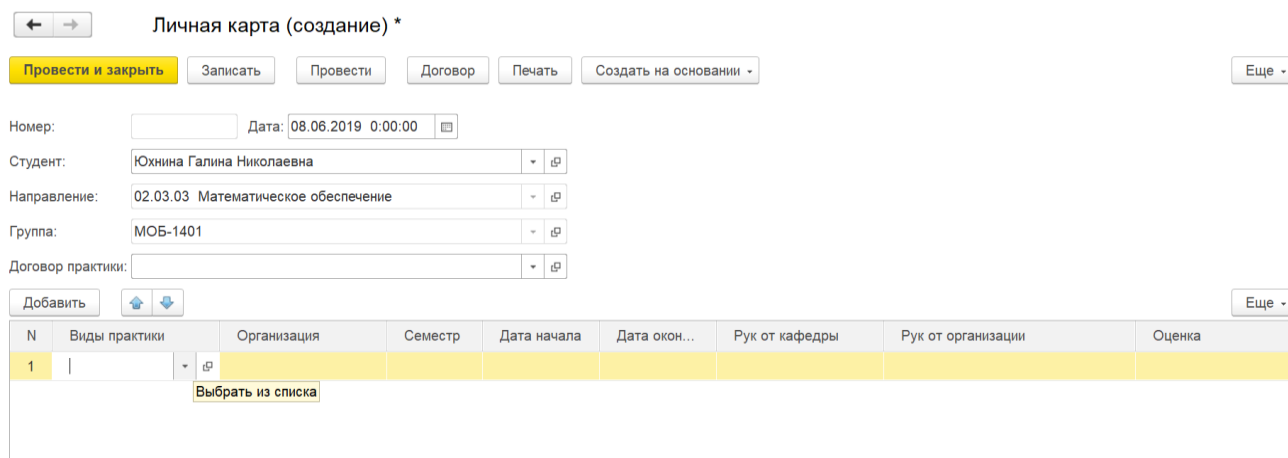 Личная карта (создание) *
Провести и закрыть Записать Провести Договор Печать Создать на основании Еще
Номер: Дата: 08.06.2019 0:00:00
Студент: Юхнина Галина Николаевна
Направление: 02.03.03 Математическое обеспечение
Группа: МОБ-1401
Договор практики:
Добавить Еще
N Виды практики Организация Семестр Дата начала Дата окон... Рук от кафедры Рук от организации Оценка
1
Выбрать из списка